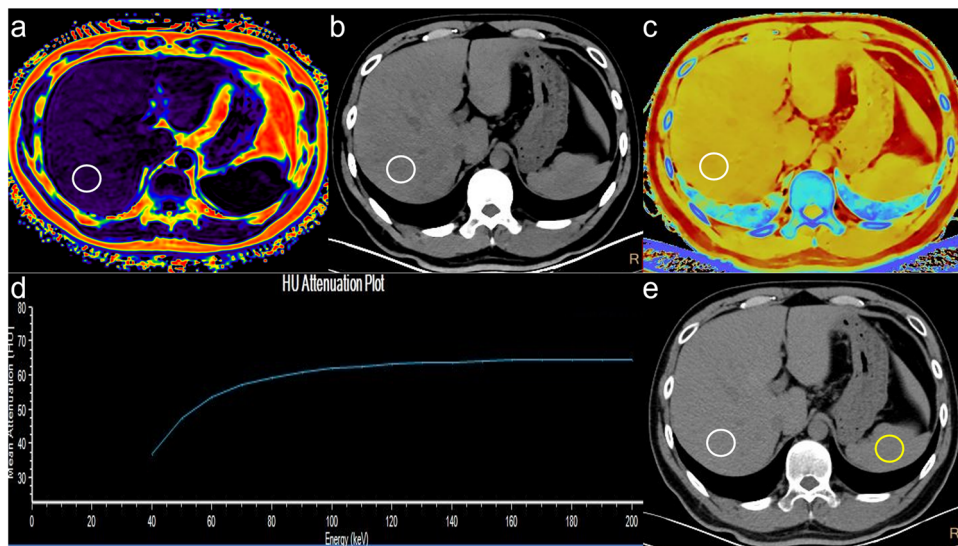 a
b
c
R
d
HU Attenuation Plot
80
70
60
50
40
30
Mean Attenuation (HU)
0
20
40
60
80
100
120
140
160
180
200
Energy (keV)
e
R